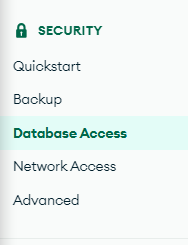 SECURITY
Quickstart
Backup
Database Access
Network Access
Advanced